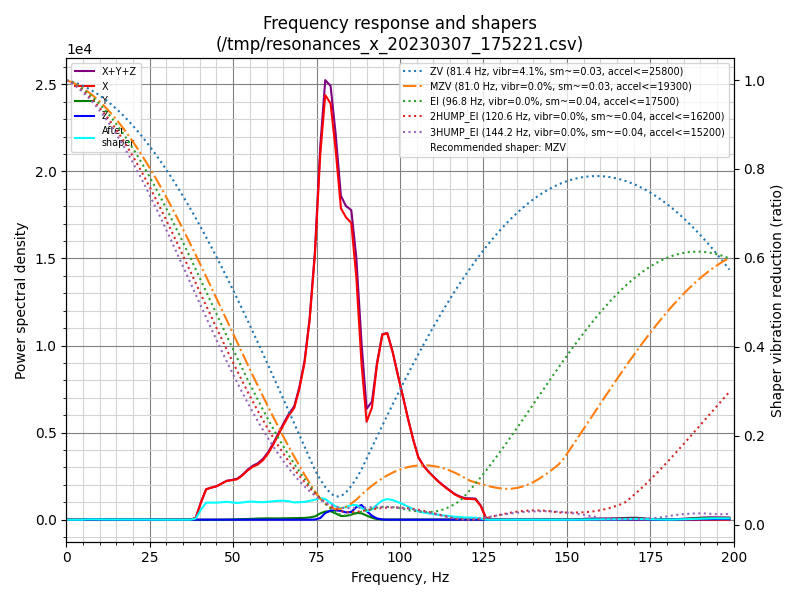 Frequency response and shapers
(/tmp/resonances_x_20230307_175221.csv)
1e4
X+Y+Z
X
Y
Z
After
shaper
ZV (81.4 Hz, vibr=4.1%, sm~=0.03, accel<=25800)
MZV (81.0 Hz, vibr=0.0%, sm~=0.03, accel<=19300)
EI (96.8 Hz, vibr=0.0%, sm~=0.04, accel<=17500)
2HUMP_EI (120.6 Hz, vibr=0.0%, sm~=0.04, accel<=16200)
3HUMP_EI (144.2 Hz, vibr=0.0%, sm~=0.04, accel<=15200)
Recommended shaper: MZV
Power spectral density
2.5
2.0
1.5
1.0
0.5
0.0
1.0
0.8
0.6
0.4
0.2
0.0
Shaper vibration reduction (ratio)
0 25 50 75 100 125 150 175 200
Frequency, Hz